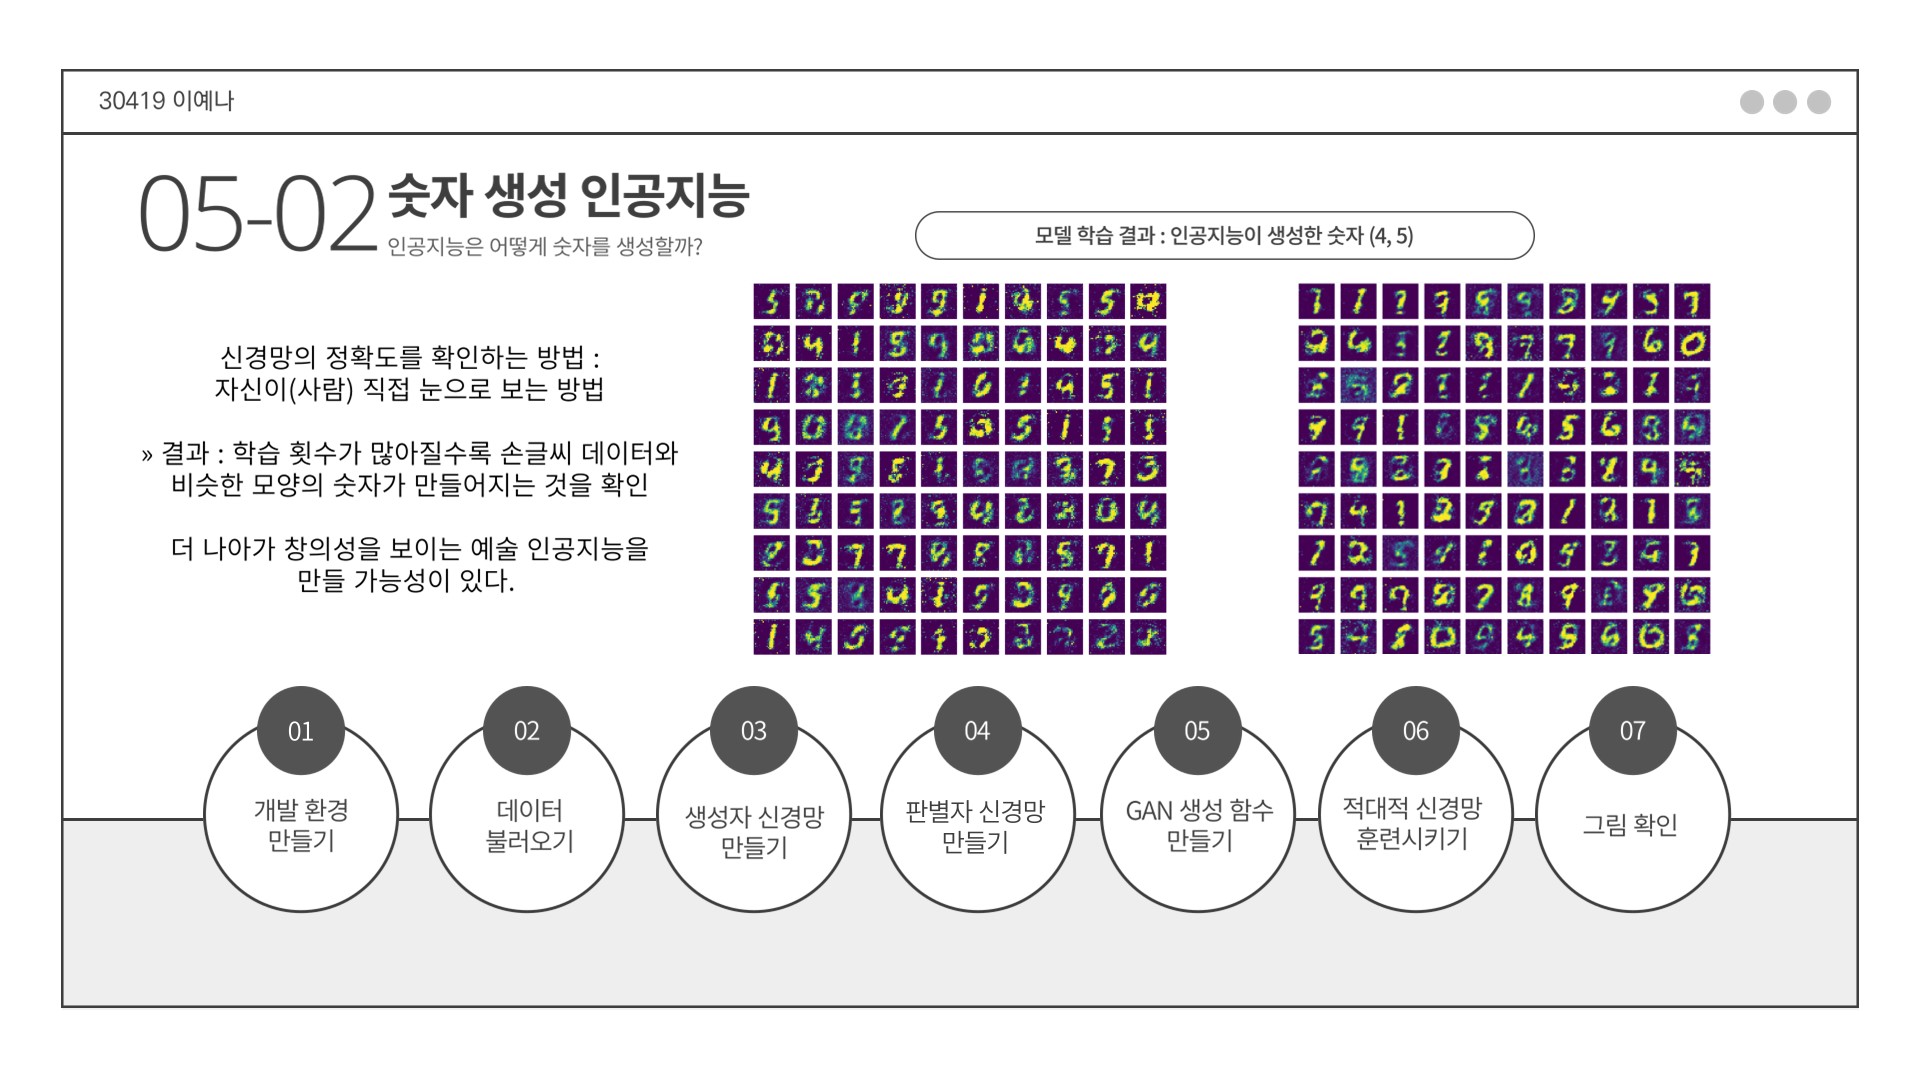 30419 이예나
05-02
숫자 생성 인공지능
인공지능은 어떻게 숫자를 생성할까?
모델 학습 결과 : 인공지능이 생성한 숫자 (4, 5)
신경망의 정확도를 확인하는 방법 :
자신이(사람) 직접 눈으로 보는 방법
» 결과 : 학습 횟수가 많아질수록 손글씨 데이터와
비슷한 모양의 숫자가 만들어지는 것을 확인
더 나아가 창의성을 보이는 예술 인공지능을
만들 가능성이 있다.
01
개발 환경
만들기
02
데이터
불러오기
03
생성자 신경망
만들기
04
판별자 신경망
만들기
05
GAN 생성 함수
만들기
06
적대적 신경망
훈련시키기
07
그림 확인